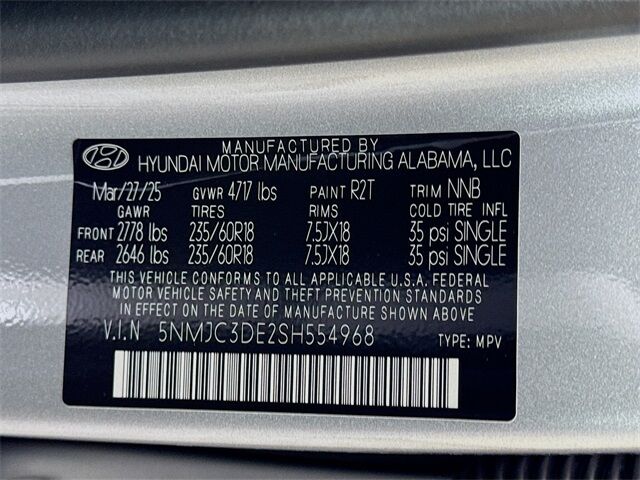 MANUFACTURED BY
HYUNDAI MOTOR MANUFACTURING ALABAMA, LLC
Mar/27/25 GVWR 4717 lbs PAINT R2T TRIM NNB
GAWR TIRES RIMS COLD TIRE INFL
FRONT 2778 lbs 235/60R18 7.5JX18 35 psi SINGLE
REAR 2646 lbs 235/60R18 7.5JX18 35 psi SINGLE
THIS VEHICLE CONFORMS TO ALL APPLICABLE U.S.A. FEDERAL
MOTOR VEHICLE SAFETY AND THEFT PREVENTION STANDARDS
IN EFFECT ON THE DATE OF MANUFACTURE SHOWN ABOVE
V.I.N 5NMJC3DE2SH554968 TYPE: MPV